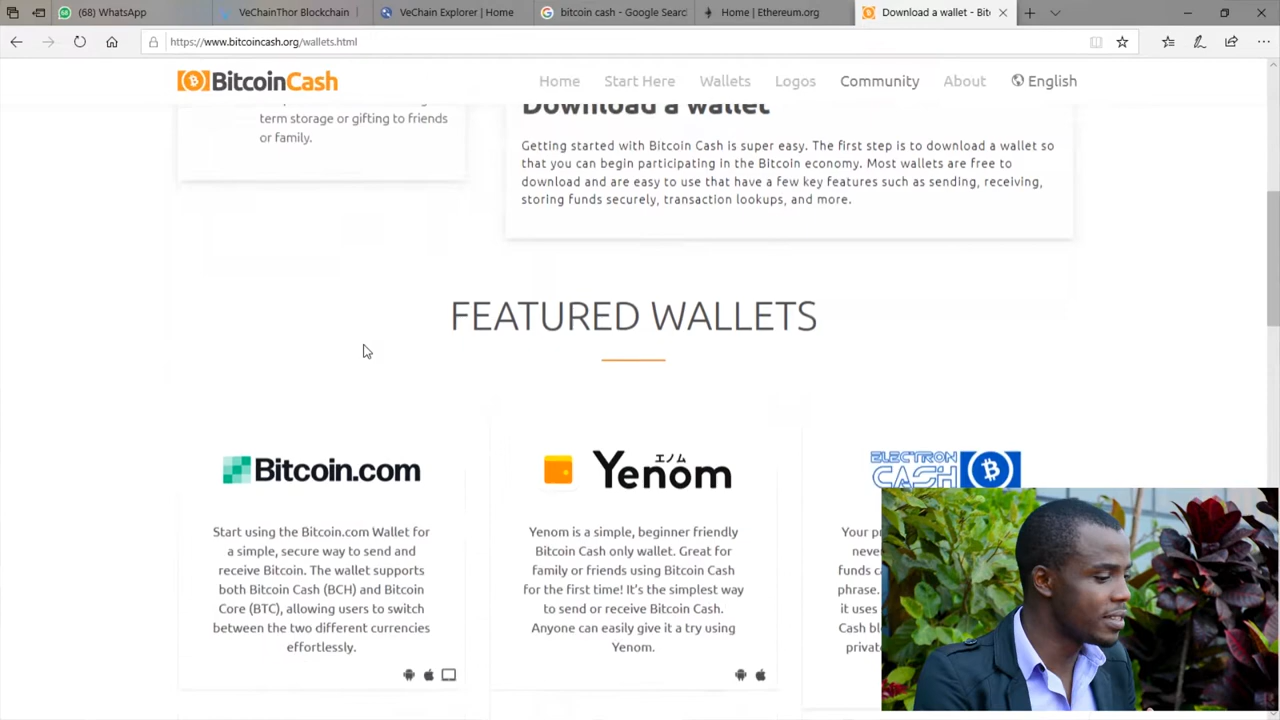 (68) WhatsApp
VeChainThor Blockchain
VeChain Explorer | Home
bitcoin cash - Google Searc
Home | Ethereum.org
Download a wallet - Bit
https://www.bitcoincash.org/wallets.html
BitcoinCash
Home
Start Here
Wallets
Logos
Community
About
English
term storage or gifting to friends
or family.
Download a wallet
Getting started with Bitcoin Cash is super easy. The first step is to download a wallet so
that you can begin participating in the Bitcoin economy. Most wallets are free to
download and are easy to use that have a few key features such as sending, receiving,
storing funds securely, transaction lookups, and more.
FEATURED WALLETS
Bitcoin.com
Start using the Bitcoin.com Wallet for
a simple, secure way to send and
receive Bitcoin. The wallet supports
both Bitcoin Cash (BCH) and Bitcoin
Core (BTC), allowing users to switch
between the two different currencies
effortlessly.
エノム
Yenom
Yenom is a simple, beginner friendly
Bitcoin Cash only wallet. Great for
family or friends using Bitcoin Cash
for the first time! It's the simplest way
to send or receive Bitcoin Cash.
Anyone can easily give it a try using
Yenom.
ELECTRON
CASH
Your pr
neve
funds ca
phrase.
it uses
Cash bl
privat